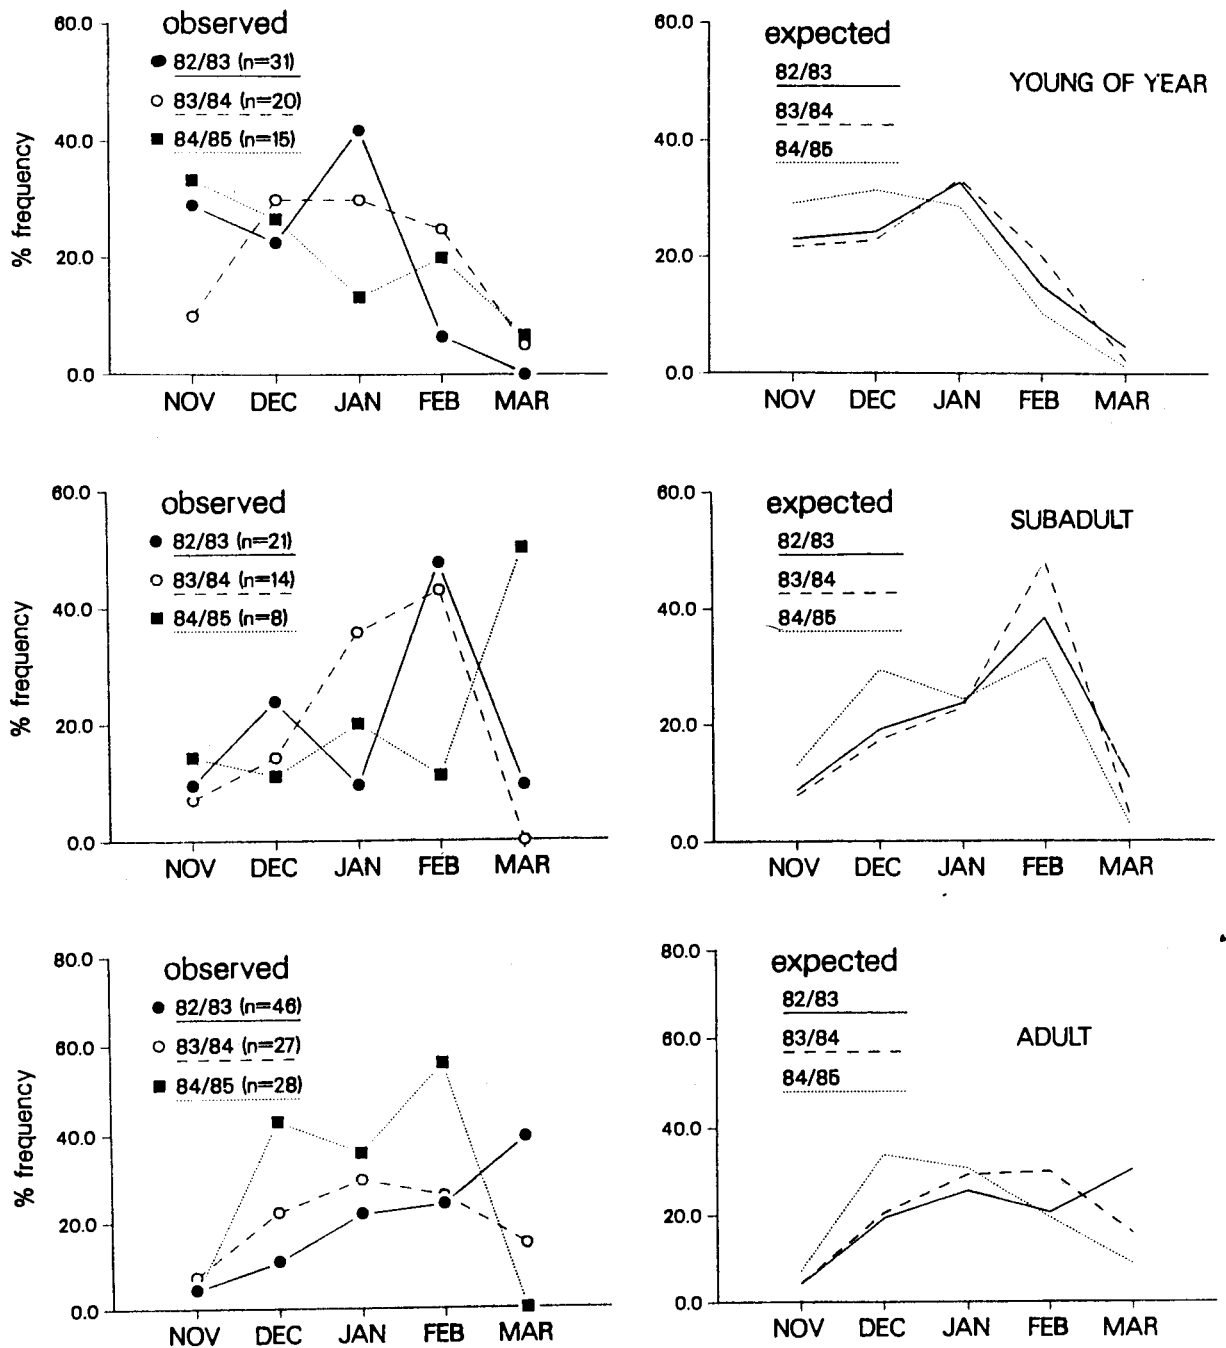 observed
82/83 (n=31)
83/84 (n=20)
84/85 (n=15)
% frequency
60.0
40.0
20.0
0.0
NOV DEC JAN FEB MAR
expected
82/83
83/84
84/85
YOUNG OF YEAR
60.0
40.0
20.0
0.0
NOV DEC JAN FEB MAR
observed
82/83 (n=21)
83/84 (n=14)
84/85 (n=8)
% frequency
60.0
40.0
20.0
0.0
NOV DEC JAN FEB MAR
expected
82/83
83/84
84/85
SUBADULT
60.0
40.0
20.0
0.0
NOV DEC JAN FEB MAR
observed
82/83 (n=46)
83/84 (n=27)
84/85 (n=28)
% frequency
80.0
60.0
40.0
20.0
0.0
NOV DEC JAN FEB MAR
expected
82/83
83/84
84/85
ADULT
80.0
60.0
40.0
20.0
0.0
NOV DEC JAN FEB MAR